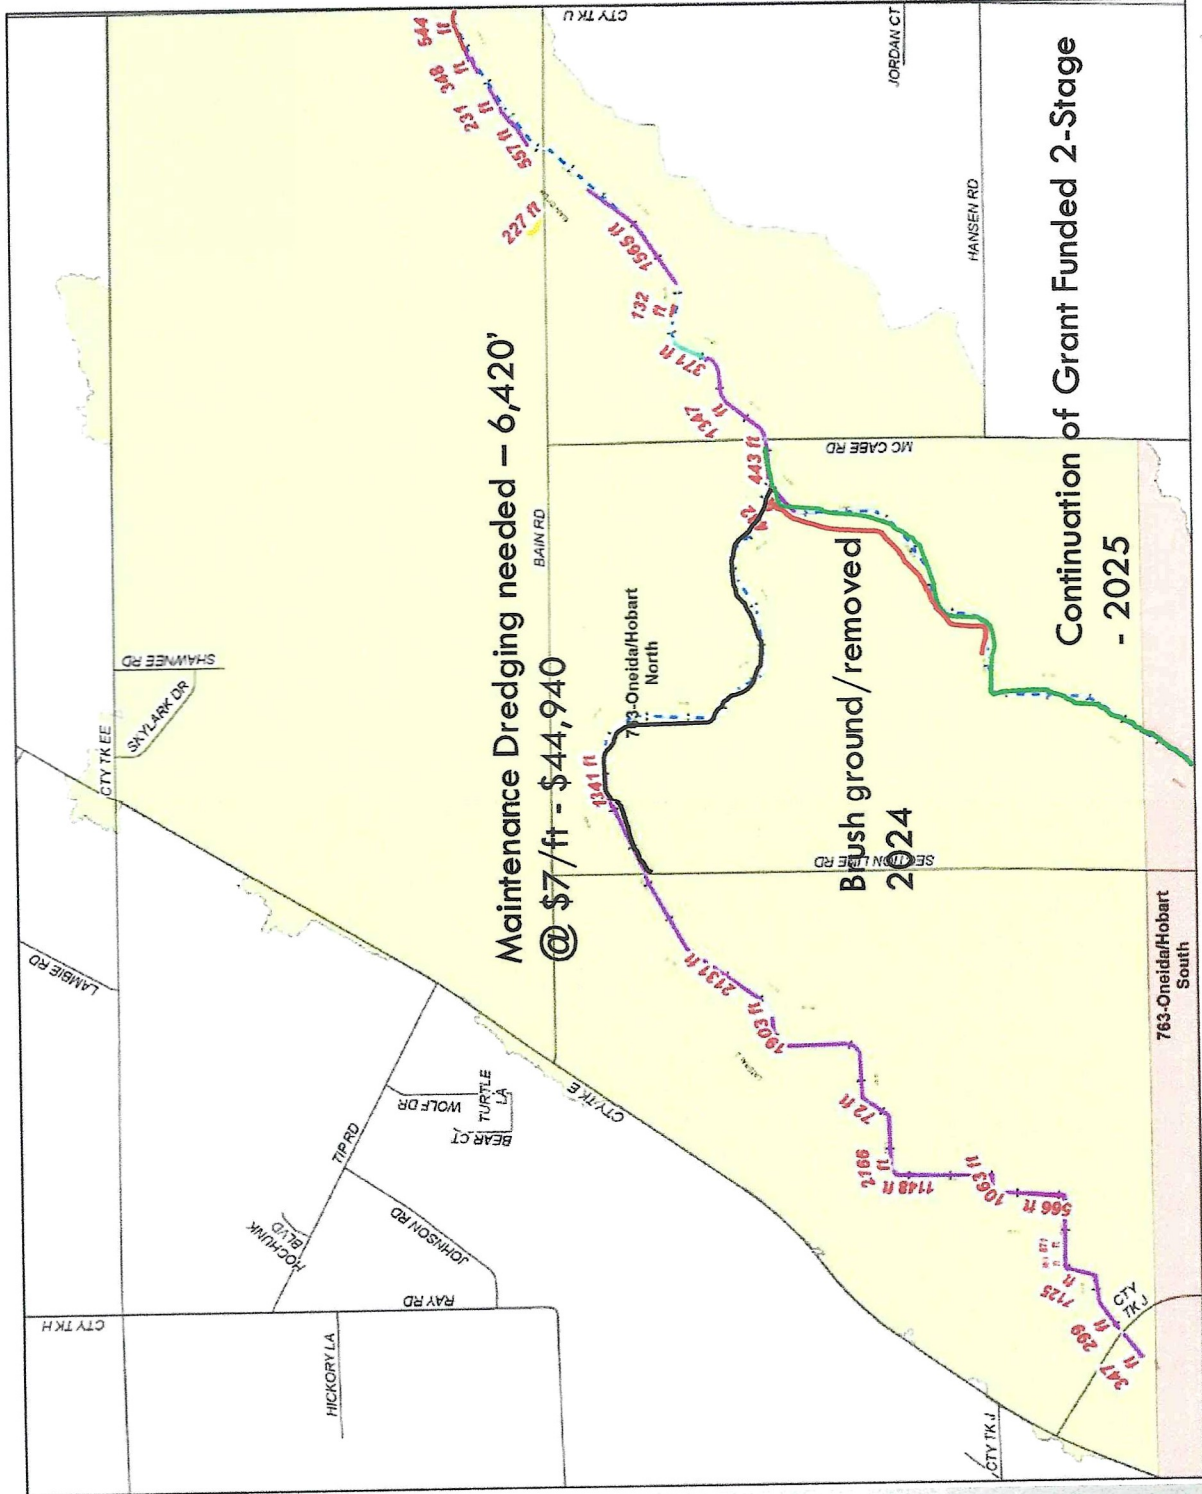 CTY TK U
JORDAN CT
HANSEN RD
544
ft
348
ft
231
ft
557 ft
227 ft
1565 ft
132
ft
371 ft
1347
ft
443 ft
MC CABE RD
Maintenance Dredging needed – 6,420'
@ $7/ft - $44,940
BAIN RD
763-Oneida/Hobart
North
1341 ft
Brush ground/removed
2024
SECTION LINE RD
Continuation of Grant Funded 2-Stage
- 2025
SHAWNEE RD
SKYLARK DR
CTY TK EE
LAMBIE RD
2131 ft
1903 ft
72 ft
2166
ft
1148 ft
1063 ft
566 ft
871
ft
7125
ft
299
ft
347
ft
CTY
TK J
763-Oneida/Hobart
South
CTY TK E
WOLF DR
TURTLE
LA
BEAR CT
TIP RD
HOCHUNK
BLVD
JOHNSON RD
RAY RD
CTY TK H
HICKORY LA
CTY TK J